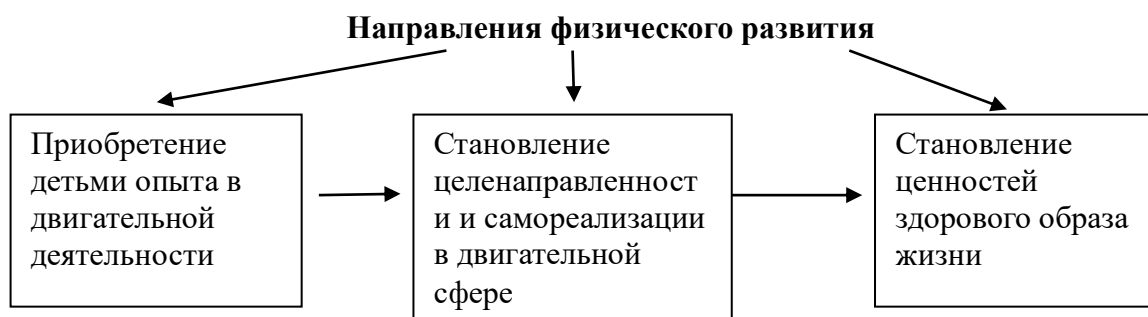 Направления физического развития
Приобретение
детьми опыта в
двигательной
деятельности
Становление
целенаправленност
и и самореализации
в двигательной
сфере
Становление
ценностей
здорового образа
жизни